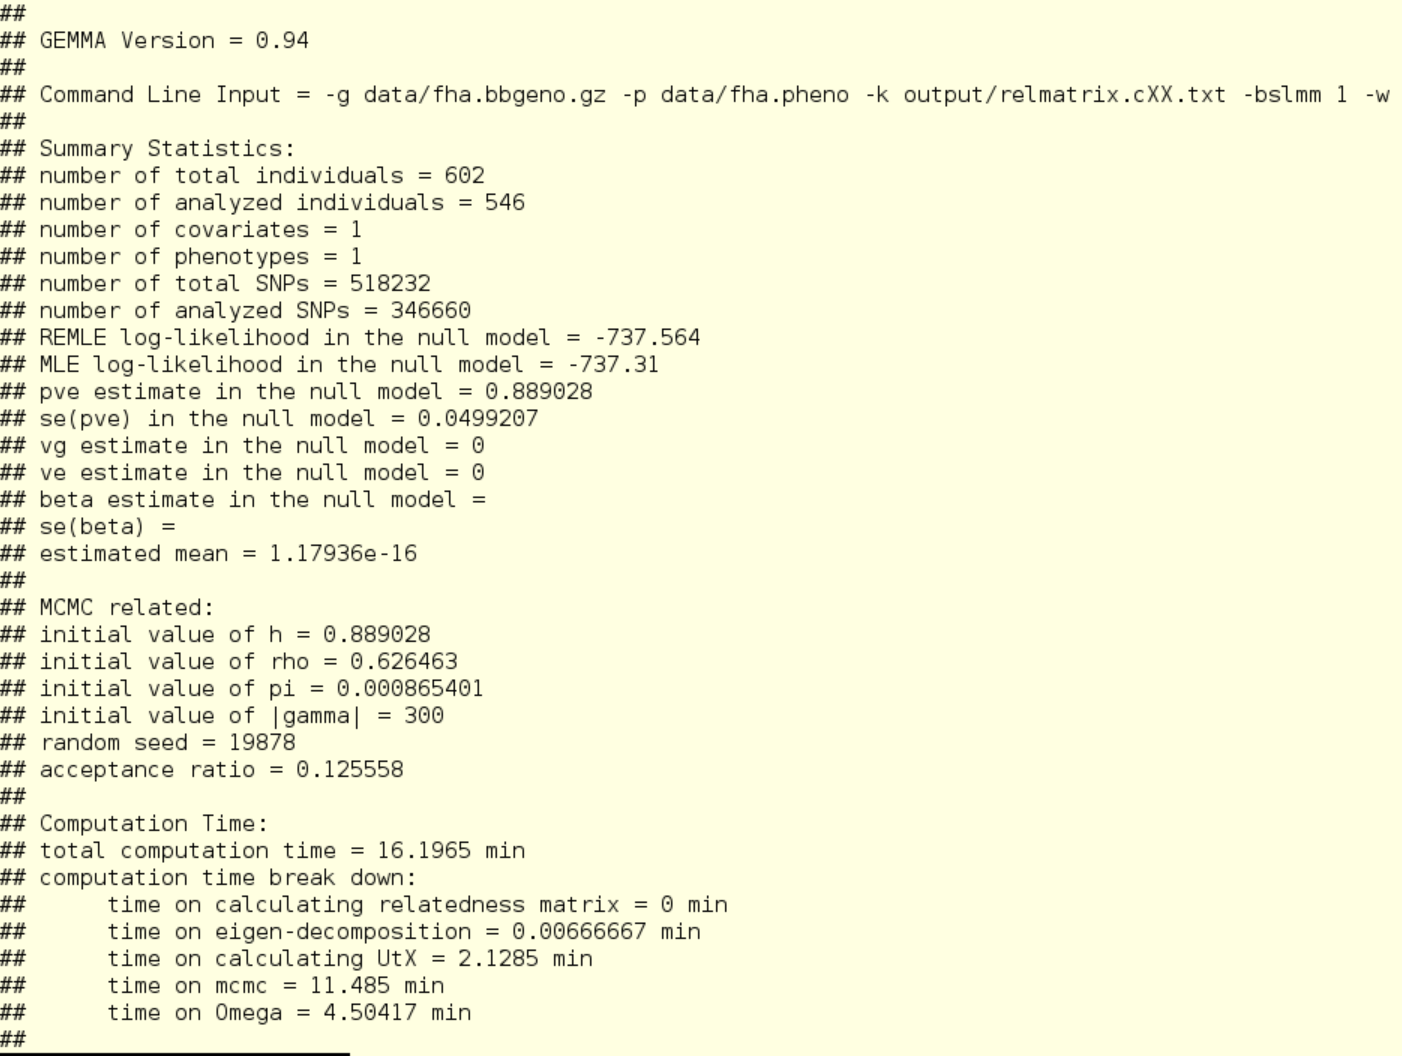 ##
## GEMMA Version = 0.94
##
## Command Line Input = -g data/fha.bbgeno.gz -p data/fha.pheno -k output/relmatrix.cXX.txt -bslmm 1 -w
##
## Summary Statistics:
## number of total individuals = 602
## number of analyzed individuals = 546
## number of covariates = 1
## number of phenotypes = 1
## number of total SNPs = 518232
## number of analyzed SNPs = 346660
## REMLE log-likelihood in the null model = -737.564
## MLE log-likelihood in the null model = -737.31
## pve estimate in the null model = 0.889028
## se(pve) in the null model = 0.0499207
## vg estimate in the null model = 0
## ve estimate in the null model = 0
## beta estimate in the null model =
## se(beta) =
## estimated mean = 1.17936e-16
##
## MCMC related:
## initial value of h = 0.889028
## initial value of rho = 0.626463
## initial value of pi = 0.000865401
## initial value of |gamma| = 300
## random seed = 19878
## acceptance ratio = 0.125558
##
## Computation Time:
## total computation time = 16.1965 min
## computation time break down:
##      time on calculating relatedness matrix = 0 min
##      time on eigen-decomposition = 0.00666667 min
##      time on calculating UtX = 2.1285 min
##      time on mcmc = 11.485 min
##      time on Omega = 4.50417 min
##